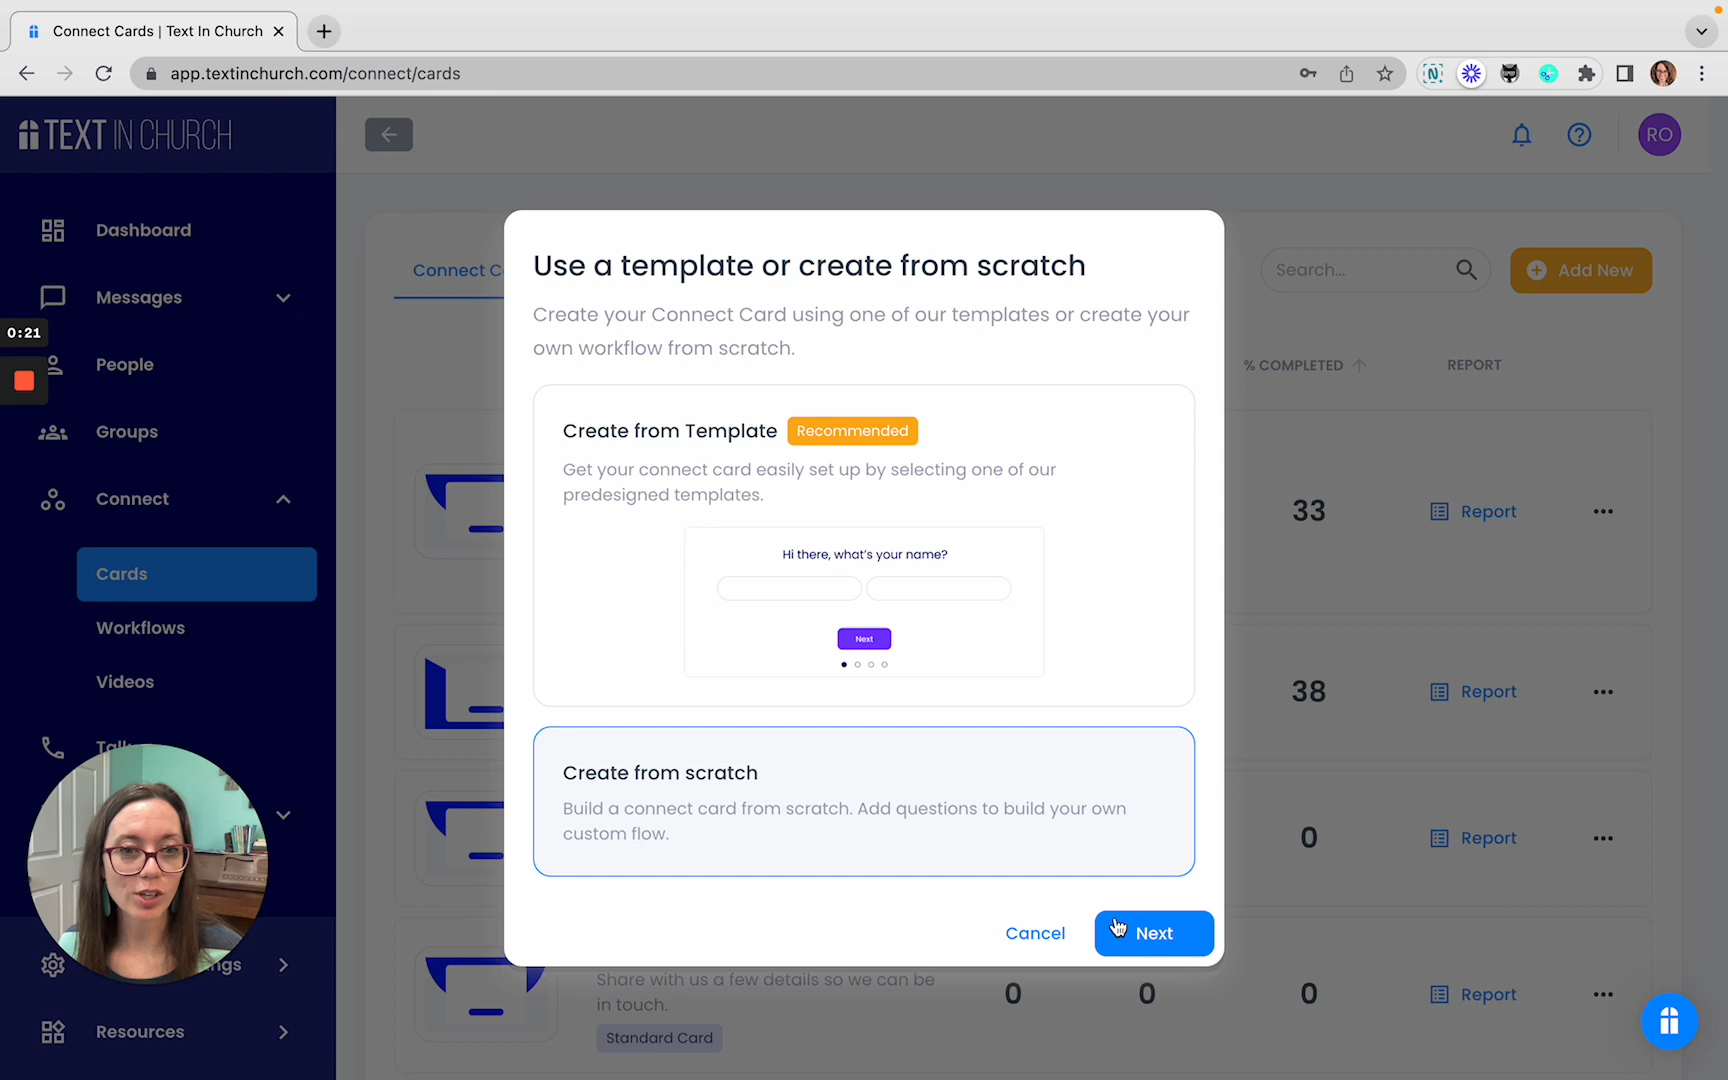 Connect Cards | Text In Church
app.textinchurch.com/connect/cards
TEXT IN CHURCH
RO
Dashboard
Messages
0:21
People
Groups
Connect
Cards
Workflows
Videos
Resources
Connect C
Search...
Add New
% COMPLETED
REPORT
33
Report
38
Report
0
Report
Share with us a few details so we can be
in touch.
Standard Card
0
0
0
Report
Use a template or create from scratch
Create your Connect Card using one of our templates or create your
own workflow from scratch.
Create from Template
Recommended
Get your connect card easily set up by selecting one of our
predesigned templates.
Hi there, what's your name?
Next
Create from scratch
Build a connect card from scratch. Add questions to build your own
custom flow.
Cancel
Next